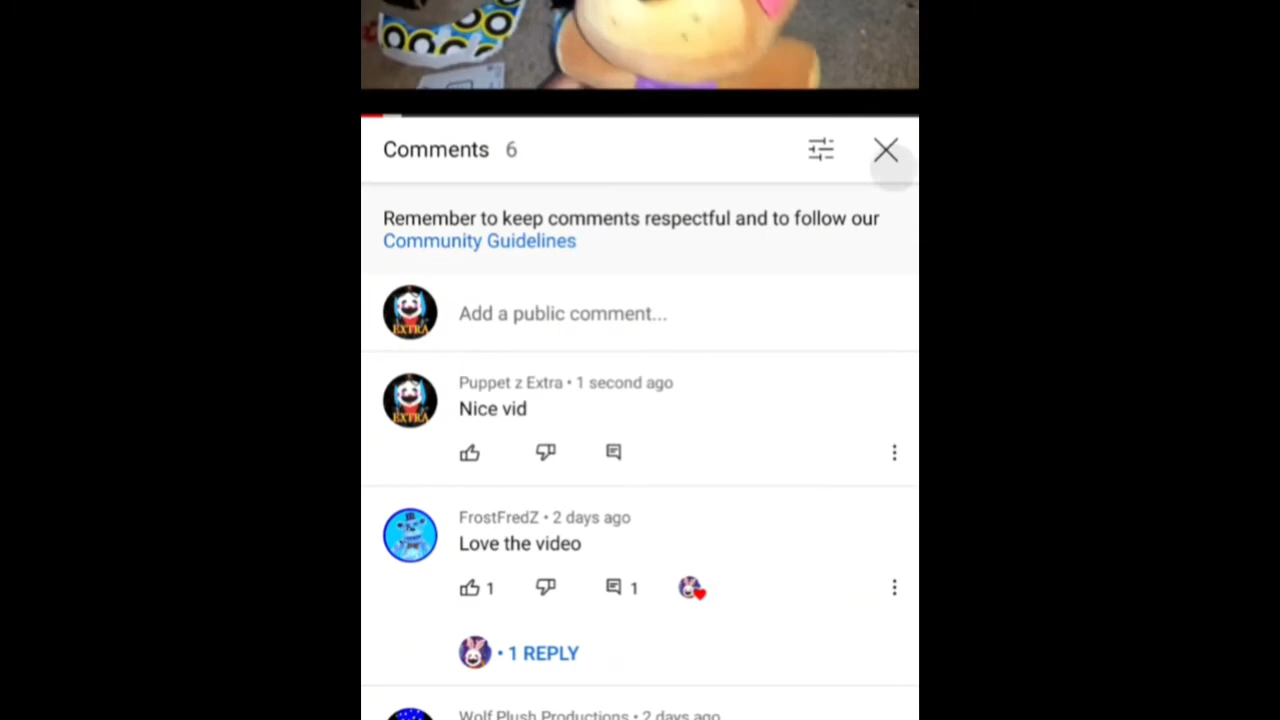 Comments 6
Remember to keep comments respectful and to follow our
Community Guidelines
EXTRA
Add a public comment...
Puppet z Extra • 1 second ago
EXTRA
Nice vid
FrostFredZ • 2 days ago
Love the video
1
1
• 1 REPLY
Wolf Plush Productions • 2 days ago